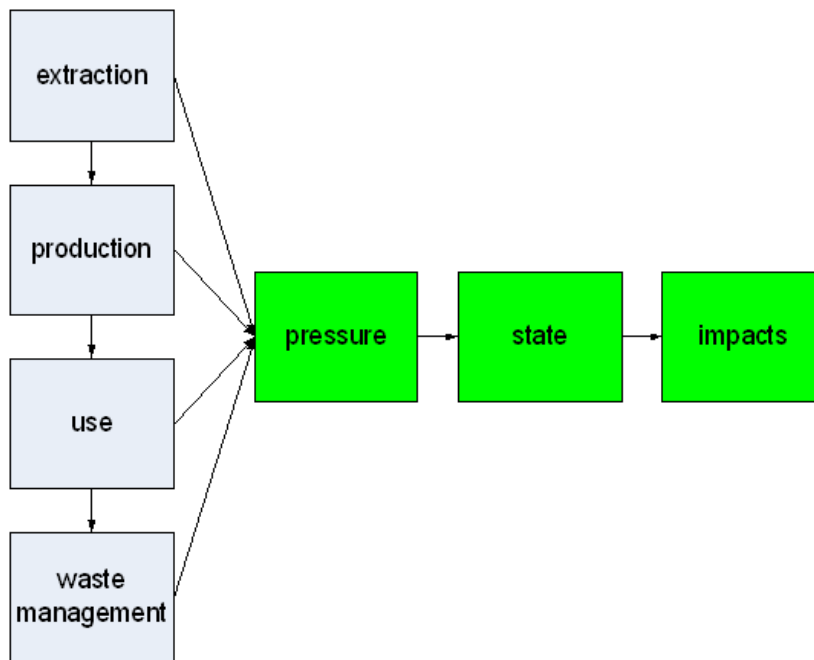 extraction
production
use
waste
management
pressure
state
impacts